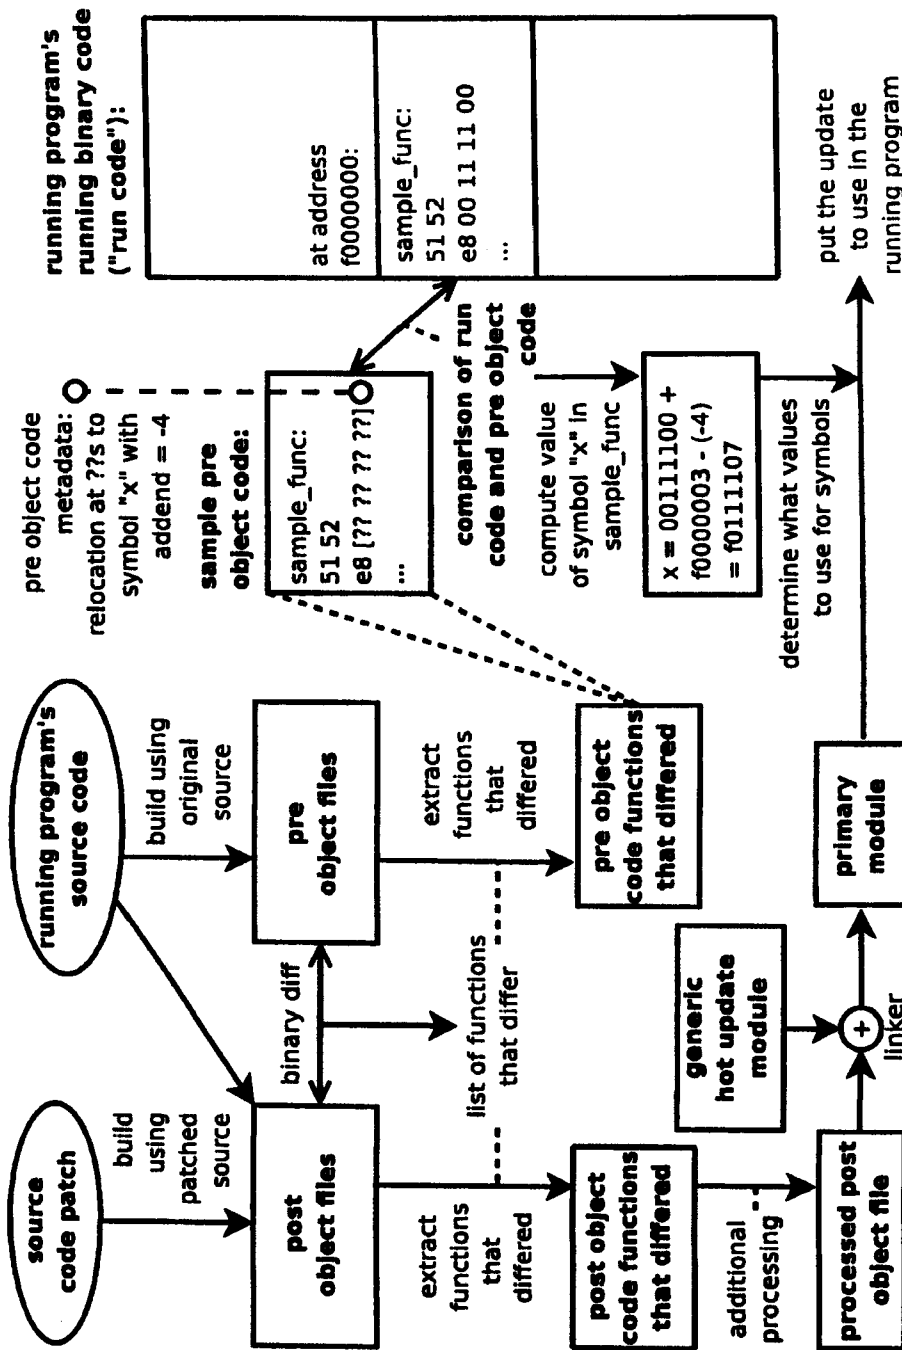 source
code patch
running program's
source code
build
using
patched
source
build using
original
source
post
object files
binary diff
pre
object files
extract
functions
that
differed
list of functions
that differ
extract
functions
that
differed
post object
code functions
that differed
pre object
code functions
that differed
additional
processing
generic
hot update
module
processed post
object file
+
linker
primary
module
pre object code
metadata:
relocation at ??s to
symbol "x" with
addend = -4
sample pre
object code:
sample_func:
51 52
e8 [?? ?? ?? ??]
...
running program's
running binary code
("run code"):
at address
f0000000:
sample_func:
51 52
e8 00 11 11 00
...
comparison of run
code and pre object
code
compute value
of symbol "x" in
sample_func
x = 00111100 +
f0000003 - (-4)
= f0111107
determine what values
to use for symbols
put the update
to use in the
running program